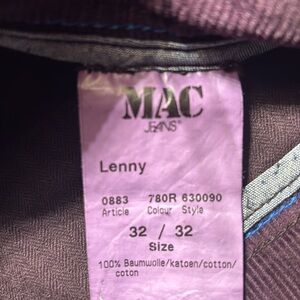 MAC
JEANS
Lenny
0883 780R 630090
Article Colour Style
32 / 32
Size
100% Baumwolle/katoen/cotton/
coton